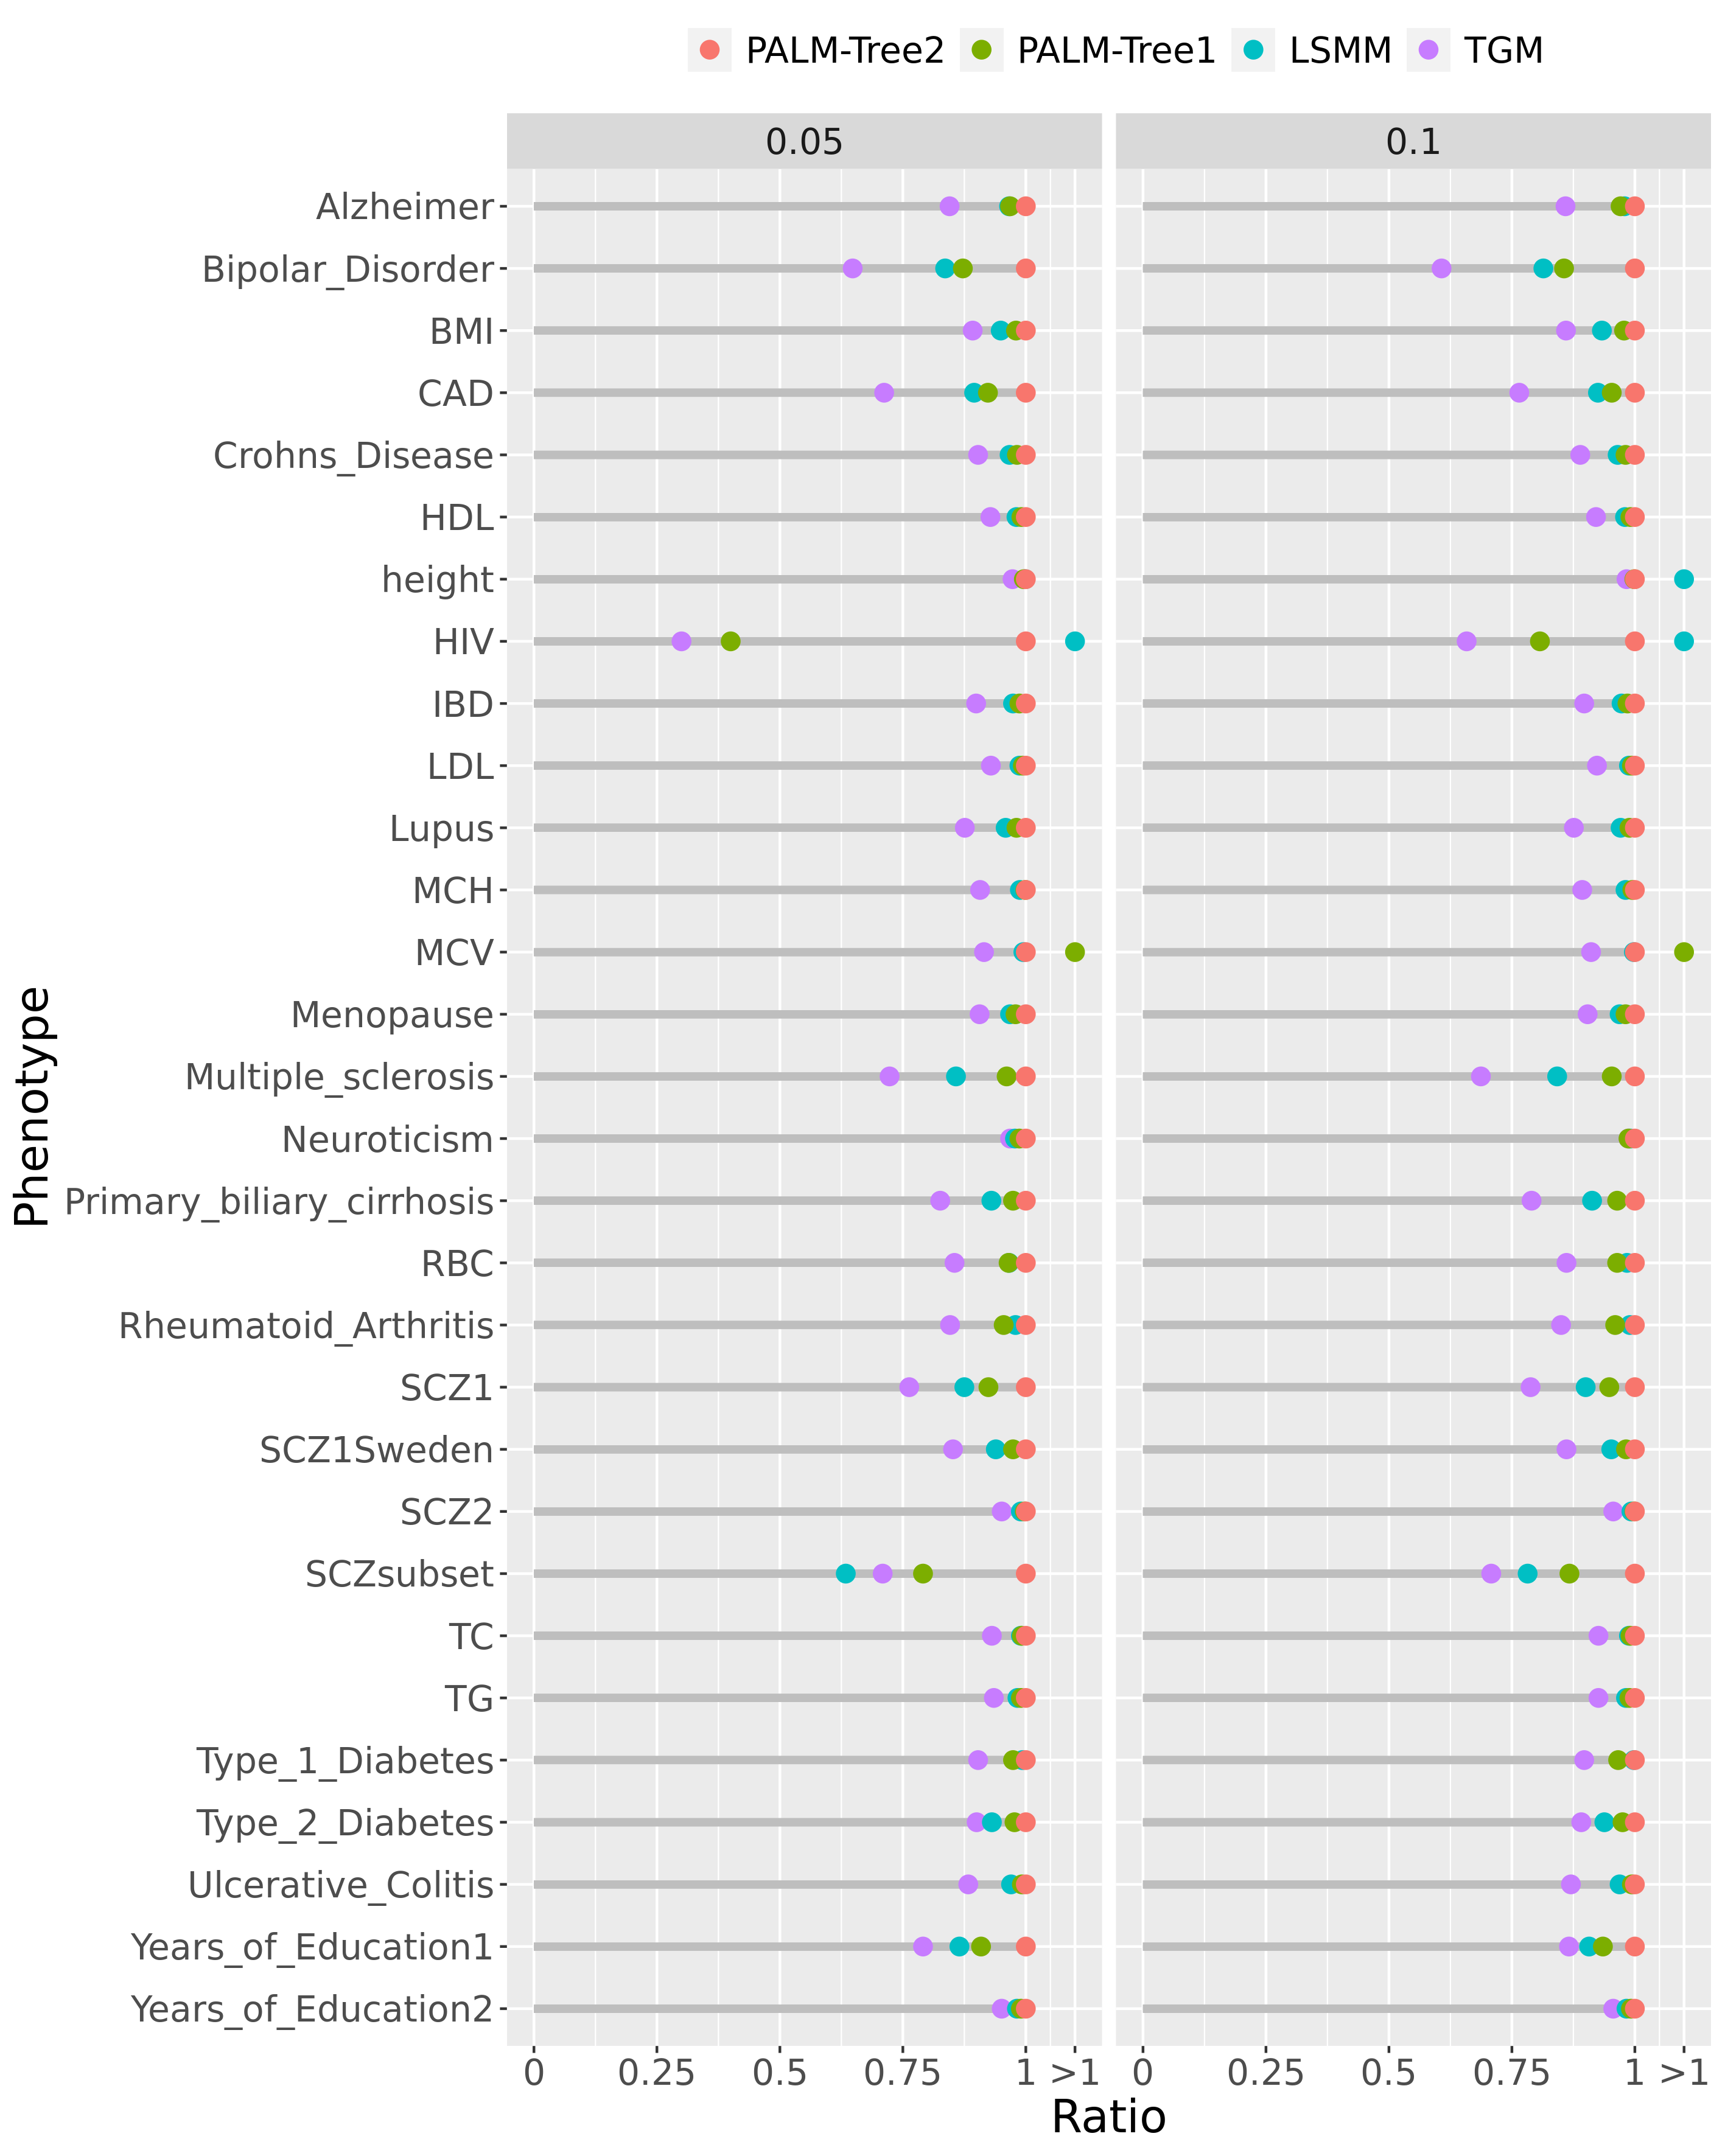 PALM-Tree2 PALM-Tree1 LSMM TGM
0.05 0.1
Alzheimer
Bipolar_Disorder
BMI
CAD
Crohns_Disease
HDL
height
HIV
IBD
LDL
Lupus
MCH
MCV
Menopause
Multiple_sclerosis
Neuroticism
Primary_biliary_cirrhosis
RBC
Rheumatoid_Arthritis
SCZ1
SCZ1Sweden
SCZ2
SCZsubset
TC
TG
Type_1_Diabetes
Type_2_Diabetes
Ulcerative_Colitis
Years_of_Education1
Years_of_Education2
Phenotype
0 0.25 0.5 0.75 1 >1 0 0.25 0.5 0.75 1 >1
Ratio